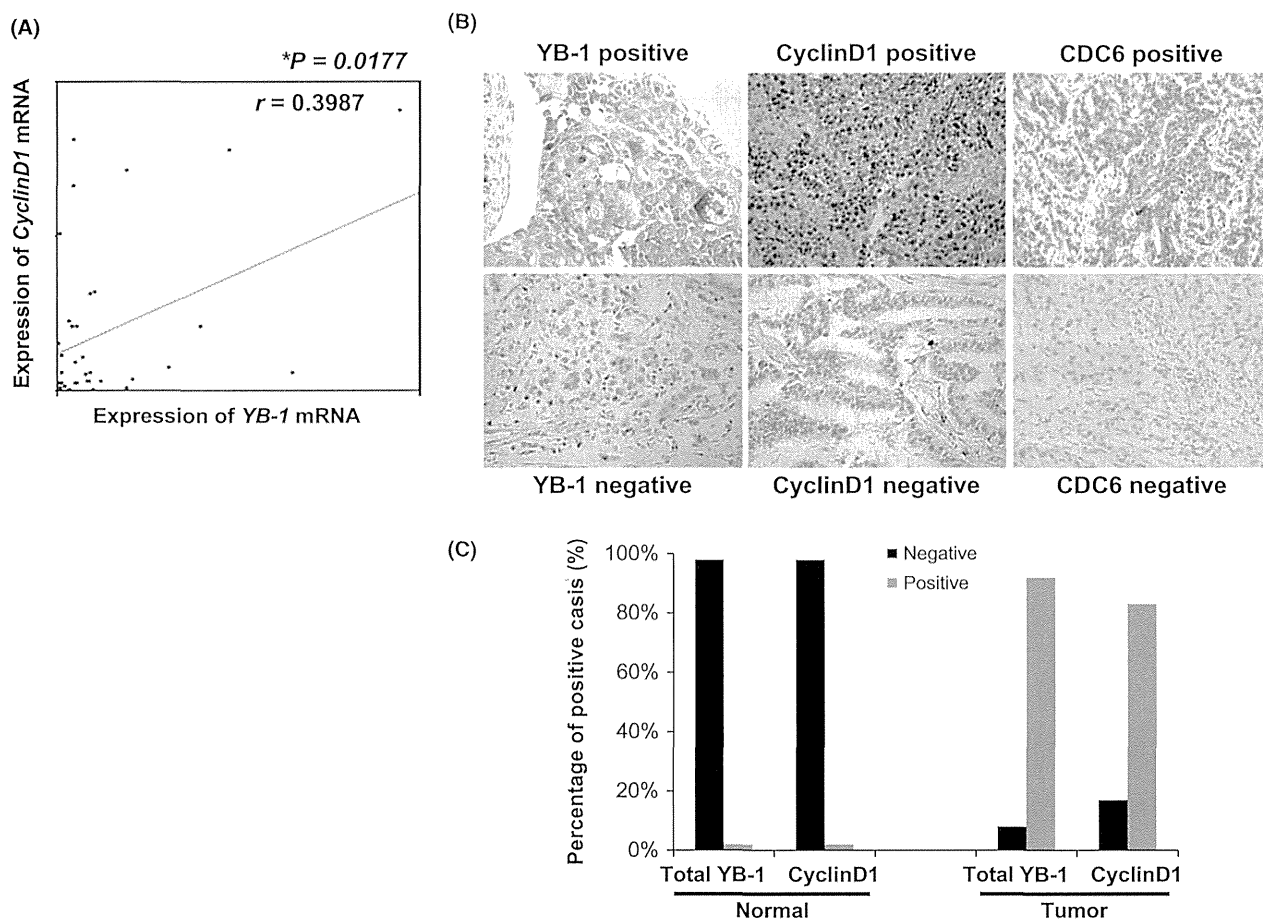 (A)
*P = 0.0177
r = 0.3987
Expression of CyclinD1 mRNA
Expression of YB-1 mRNA
(B)
YB-1 positive
CyclinD1 positive
CDC6 positive
YB-1 negative
CyclinD1 negative
CDC6 negative
(C)
Percentage of positive casis (%)
100%
80%
60%
40%
20%
0%
Negative
Positive
Total YB-1
CyclinD1
Total YB-1
CyclinD1
Normal
Tumor